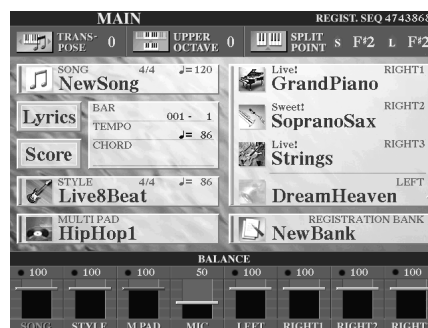 MAIN REGIST. SEQ 4743868
TRANS-POSE 0 UPPER OCTAVE 0 SPLIT POINT S F#2 L F#2
SONG 4/4 ♩=120
NewSong
Lyrics
BAR 001 - 1
TEMPO ♩= 86
CHORD
Score
STYLE 4/4 ♩= 86
Live8Beat
MULTI PAD
HipHop1
Live! RIGHT1
GrandPiano
Sweet! RIGHT2
SopranoSax
Live! RIGHT3
Strings
LEFT
DreamHeaven
REGISTRATION BANK
NewBank
BALANCE
100 100 100 50 100 100 100 100
SONG STYLE M.PAD MIC LEFT RIGHT1 RIGHT2 RIGHT